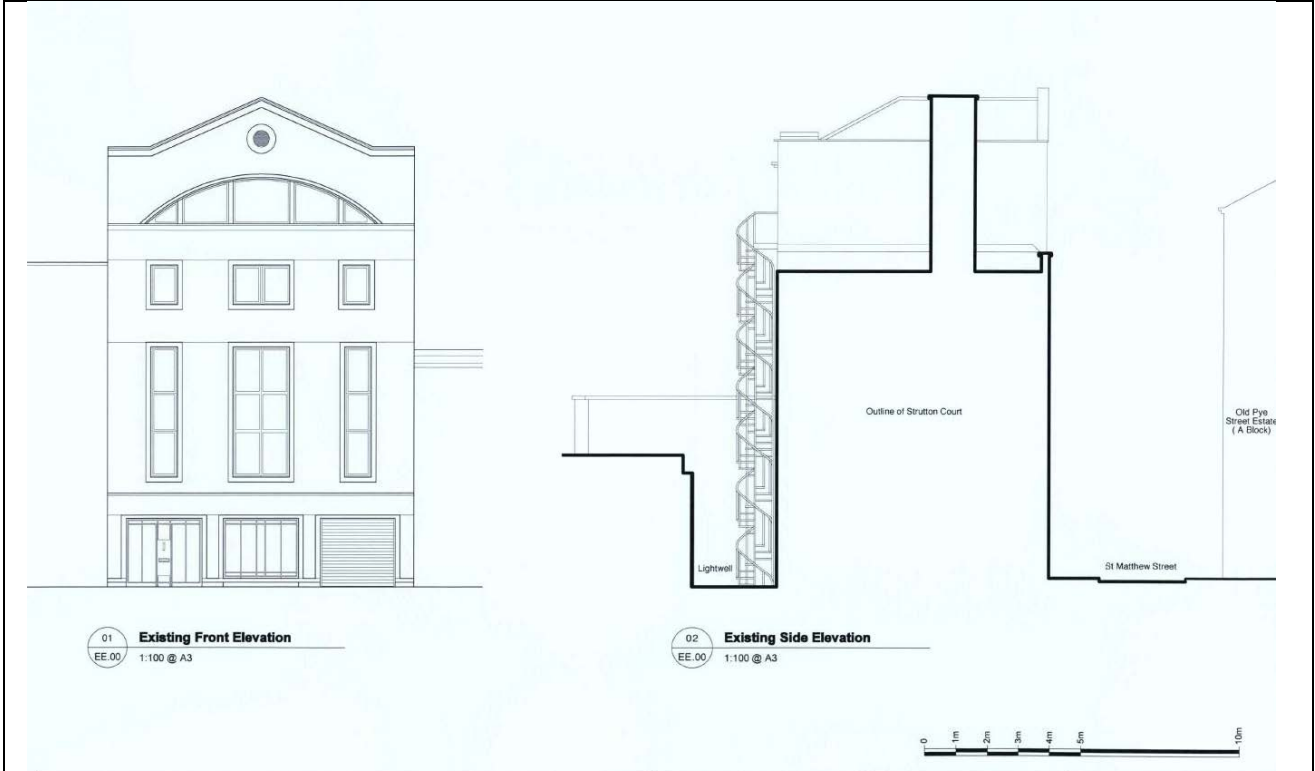 Outline of Strutton Court
Old Pye
Street Estate
( A Block)
Lightwell
St Matthew Street
01
EE.00
Existing Front Elevation
1:100 @ A3
02
EE.00
Existing Side Elevation
1:100 @ A3
0
1m
2m
3m
4m
5m
10m